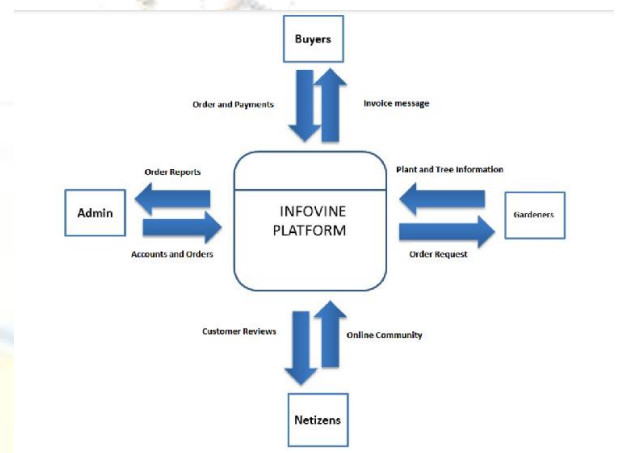 Buyers
Order and Payments
Invoice message
Order Reports
Plant and Tree Information
Admin
INFOVINE
PLATFORM
Gardeners
Accounts and Orders
Order Request
Customer Reviews
Online Community
Netizens